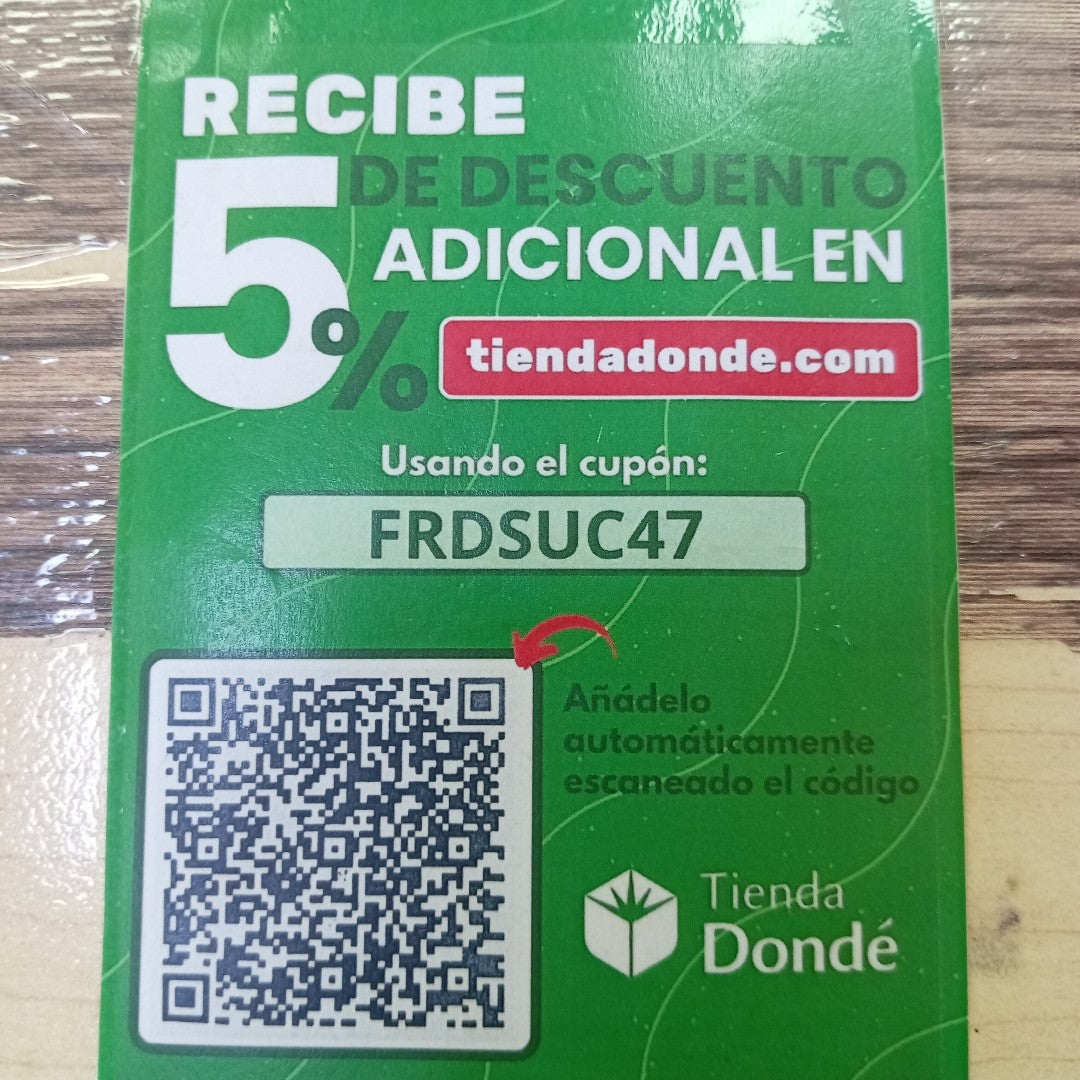 RECIBE
5% DE DESCUENTO
ADICIONAL EN
tiendadonde.com
Usando el cupón:
FRDSUC47
Añádelo
automáticamente
escaneado el código
Tienda
Dondé